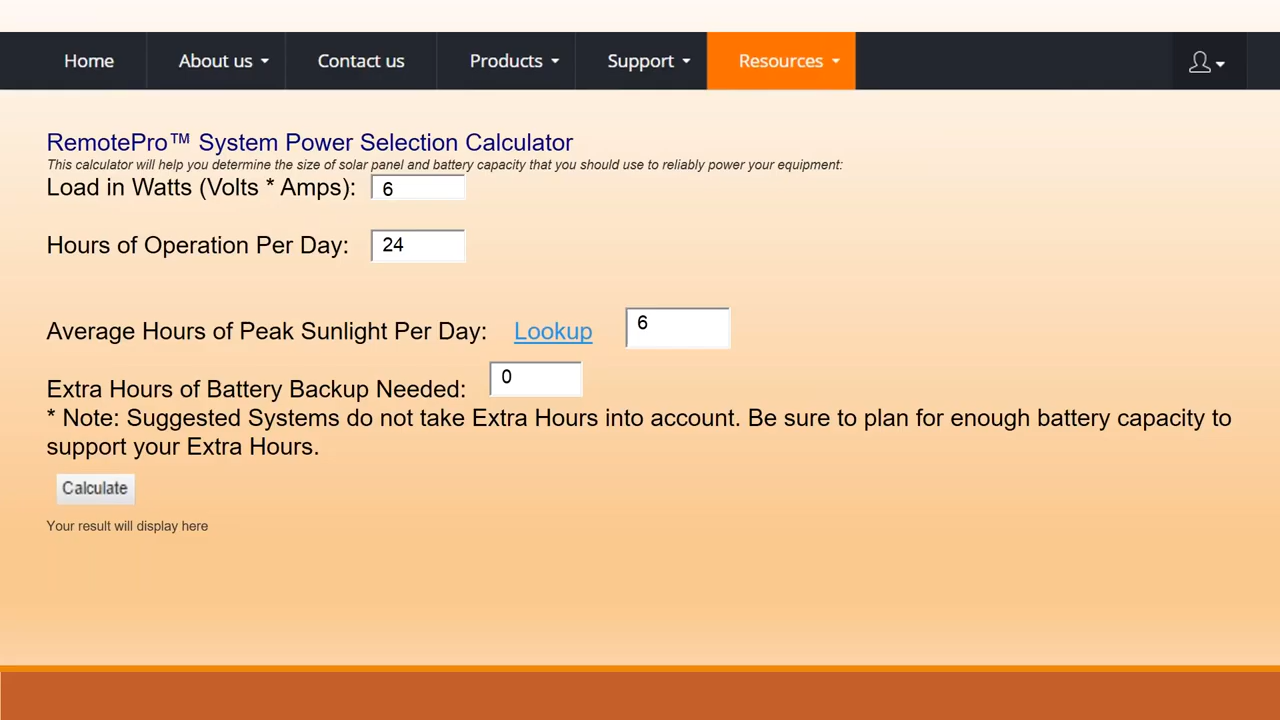 Home About us Contact us Products Support Resources
RemotePro™ System Power Selection Calculator
This calculator will help you determine the size of solar panel and battery capacity that you should use to reliably power your equipment:
Load in Watts (Volts * Amps): 6
Hours of Operation Per Day: 24
Average Hours of Peak Sunlight Per Day: Lookup 6
Extra Hours of Battery Backup Needed: 0
* Note: Suggested Systems do not take Extra Hours into account. Be sure to plan for enough battery capacity to
support your Extra Hours.
Calculate
Your result will display here